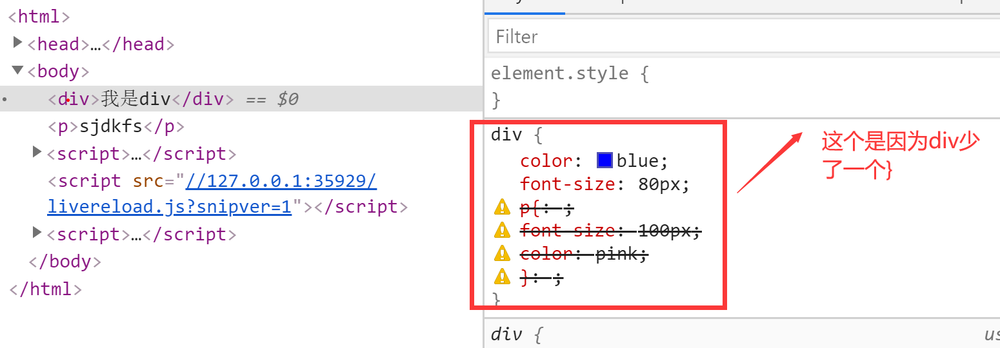 <html>
<head>…</head>
<body>
<div>我是div</div> == $0
<p>sjdkfs</p>
<script>…</script>
<script src="//127.0.0.1:35929/
livereload.js?snipver=1"></script>
<script>…</script>
</body>
</html>
Filter
element.style {
}
div {
color: blue;
font-size: 80px;
p{: ;
font-size: 100px;
color: pink;
}: ;
}
这个是因为div少
了一个}
div {